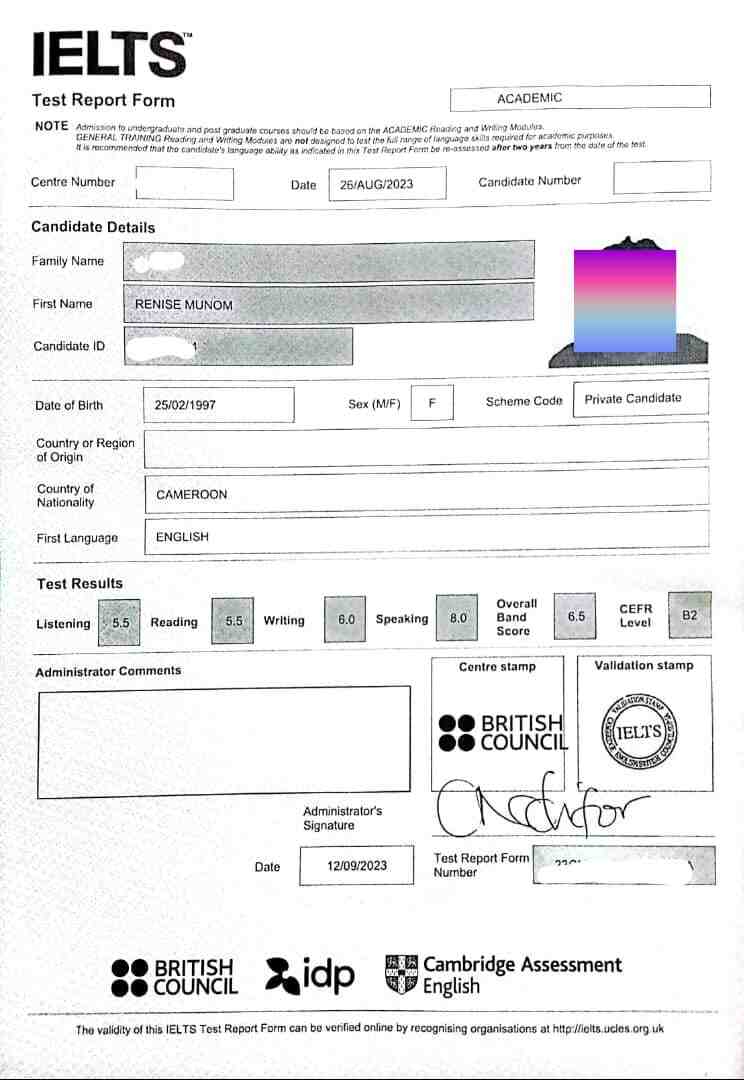 IELTS™
Test Report Form
ACADEMIC
NOTE Admission to undergraduate and post graduate courses should be based on the ACADEMIC Reading and Writing Modules.
GENERAL TRAINING Reading and Writing Modules are not designed to test the full range of language skills required for academic purposes.
It is recommended that the candidate's language ability as indicated in this Test Report Form be re-assessed after two years from the date of the test.
Centre Number Date 26/AUG/2023 Candidate Number
Candidate Details
Family Name
First Name RENISE MUNOM
Candidate ID
Date of Birth 25/02/1997 Sex (M/F) F Scheme Code Private Candidate
Country or Region
of Origin
Country of
Nationality CAMEROON
First Language ENGLISH
Test Results
Listening 5.5 Reading 5.5 Writing 6.0 Speaking 8.0 Overall Band Score 6.5 CEFR Level B2
Administrator Comments
Centre stamp
Validation stamp
BRITISH
COUNCIL
IELTS
Administrator's
Signature
Date 12/09/2023
Test Report Form
Number
BRITISH
COUNCIL
idp
Cambridge Assessment
English
The validity of this IELTS Test Report Form can be verified online by recognising organisations at http://ielts.ucles.org.uk